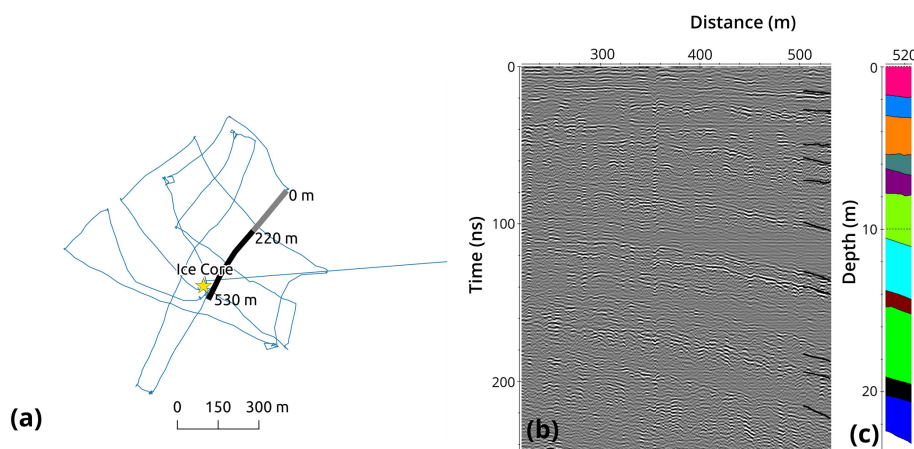 0 m
220 m
Ice Core
530 m
0 150 300 m
(a)
Distance (m)
300 400 500
0
100
200
Time (ns)
(b)
520
0
10
20
Depth (m)
(c)